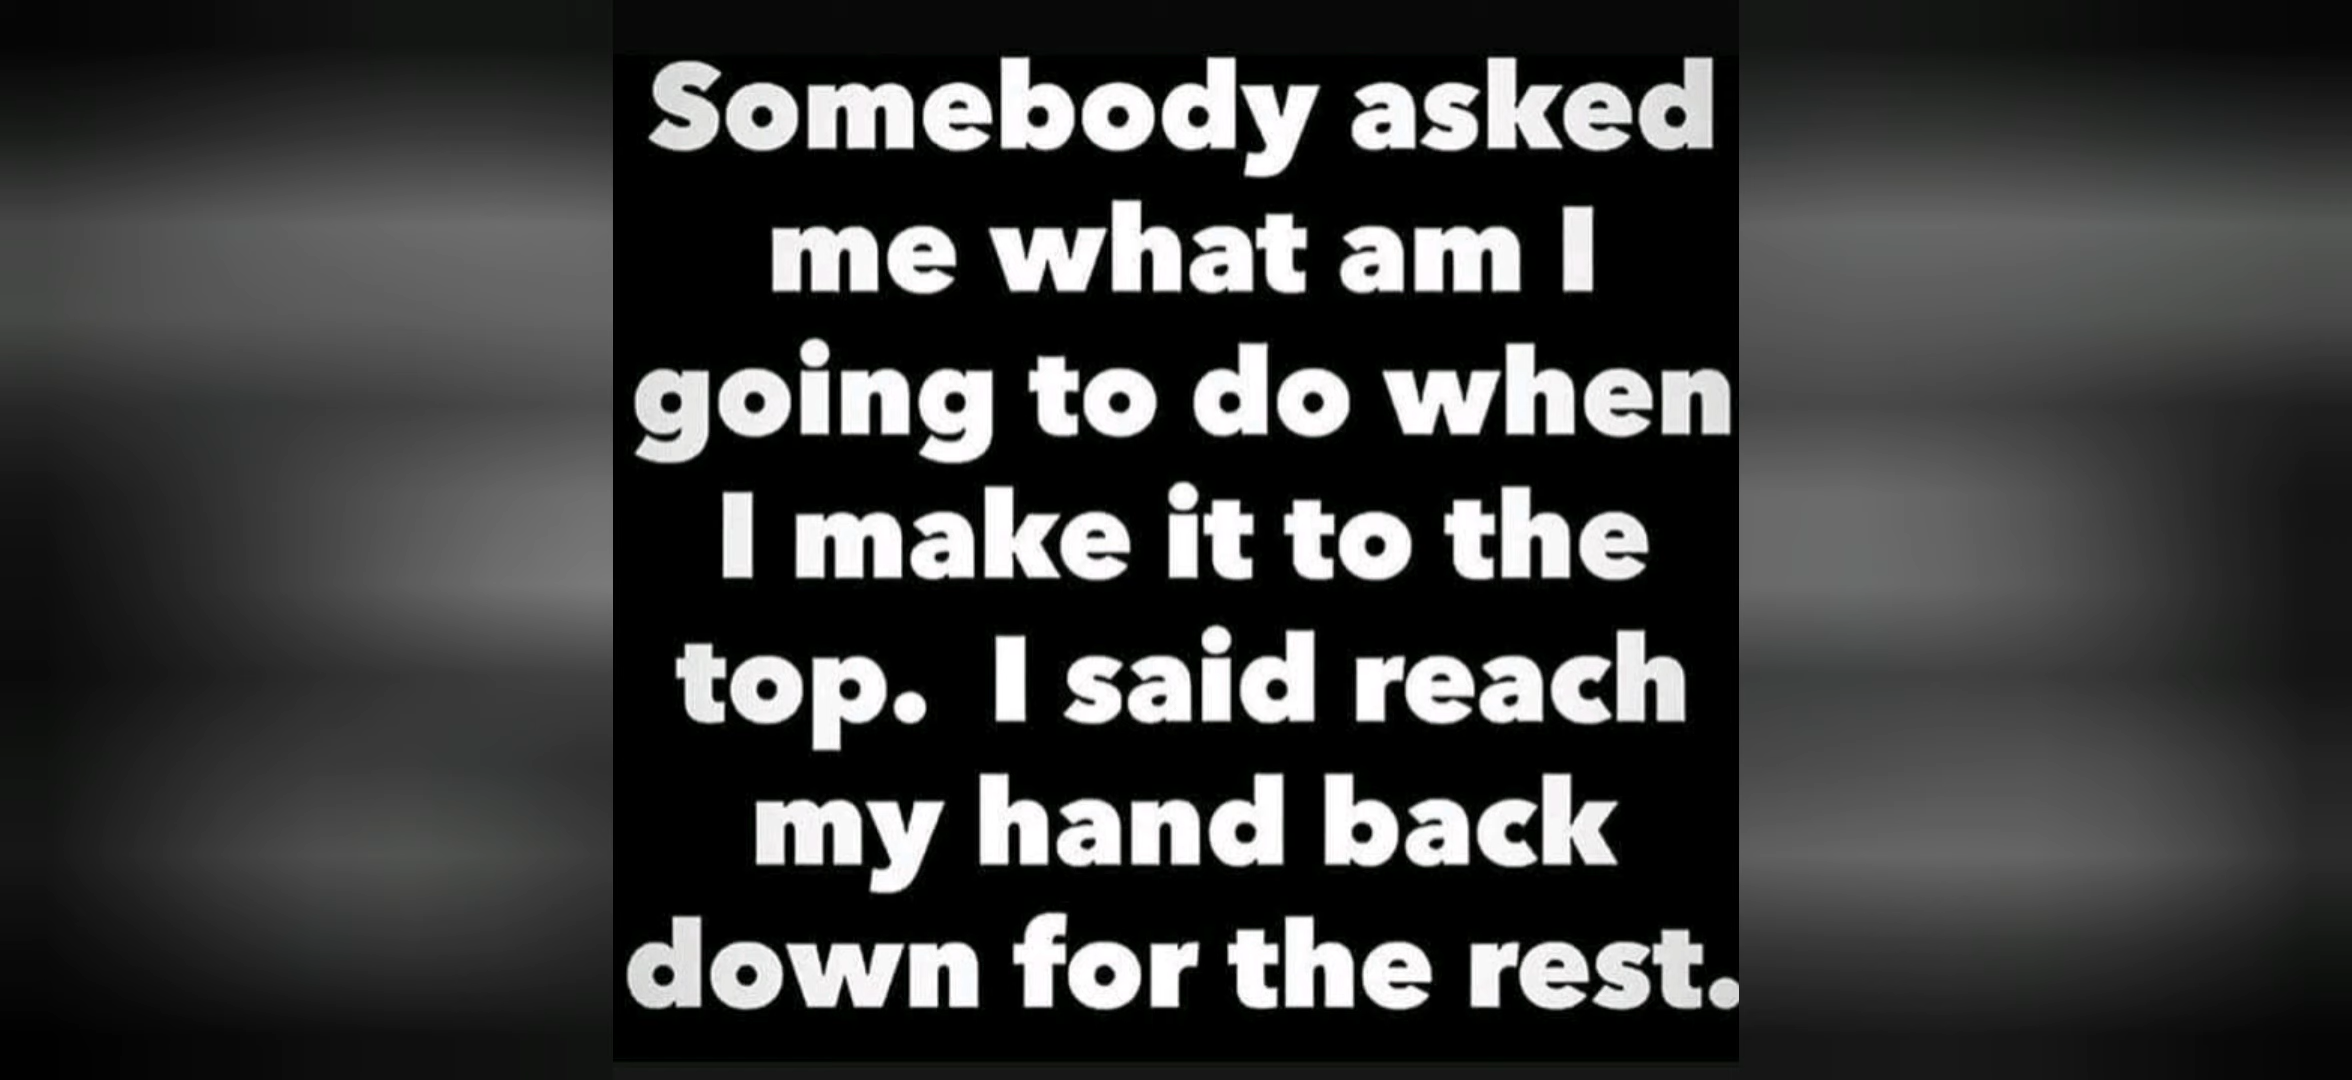 Somebody asked
me what am I
going to do when
I make it to the
top.  I said reach
my hand back
down for the rest.